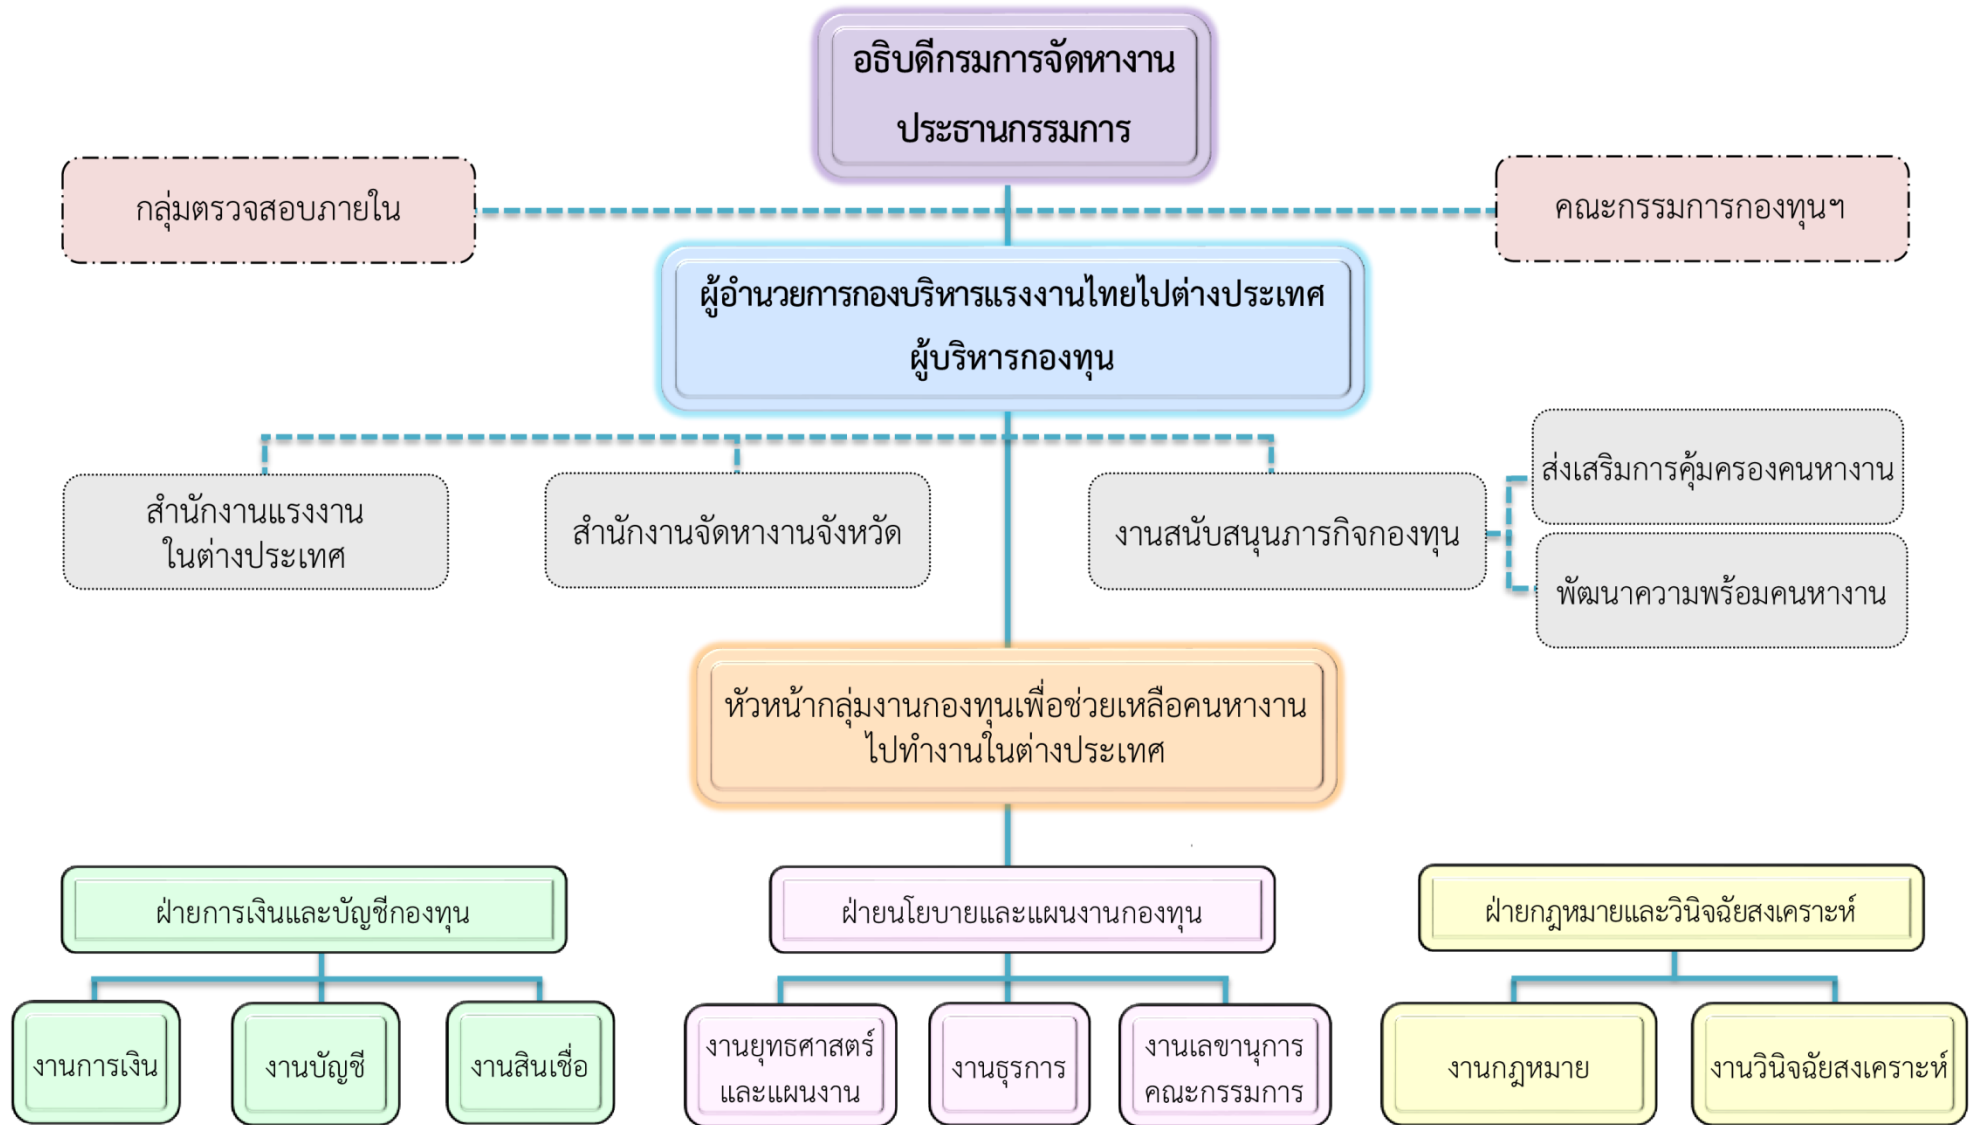 อธิบดีกรมการจัดหางาน
ประธานกรรมการ
กลุ่มตรวจสอบภายใน
คณะกรรมการกองทุนฯ
ผู้อำนวยการกองบริหารแรงงานไทยไปต่างประเทศ
ผู้บริหารกองทุน
สำนักงานแรงงาน
ในต่างประเทศ
สำนักงานจัดหางานจังหวัด
งานสนับสนุนภารกิจกองทุน
ส่งเสริมการคุ้มครองคนหางาน
พัฒนาความพร้อมคนหางาน
หัวหน้ากลุ่มงานกองทุนเพื่อช่วยเหลือคนหางาน
ไปทำงานในต่างประเทศ
ฝ่ายการเงินและบัญชีกองทุน
ฝ่ายนโยบายและแผนงานกองทุน
ฝ่ายกฎหมายและวินิจฉัยสงเคราะห์
งานการเงิน
งานบัญชี
งานสินเชื่อ
งานยุทธศาสตร์
และแผนงาน
งานธุรการ
งานเลขานุการ
คณะกรรมการ
งานกฎหมาย
งานวินิจฉัยสงเคราะห์